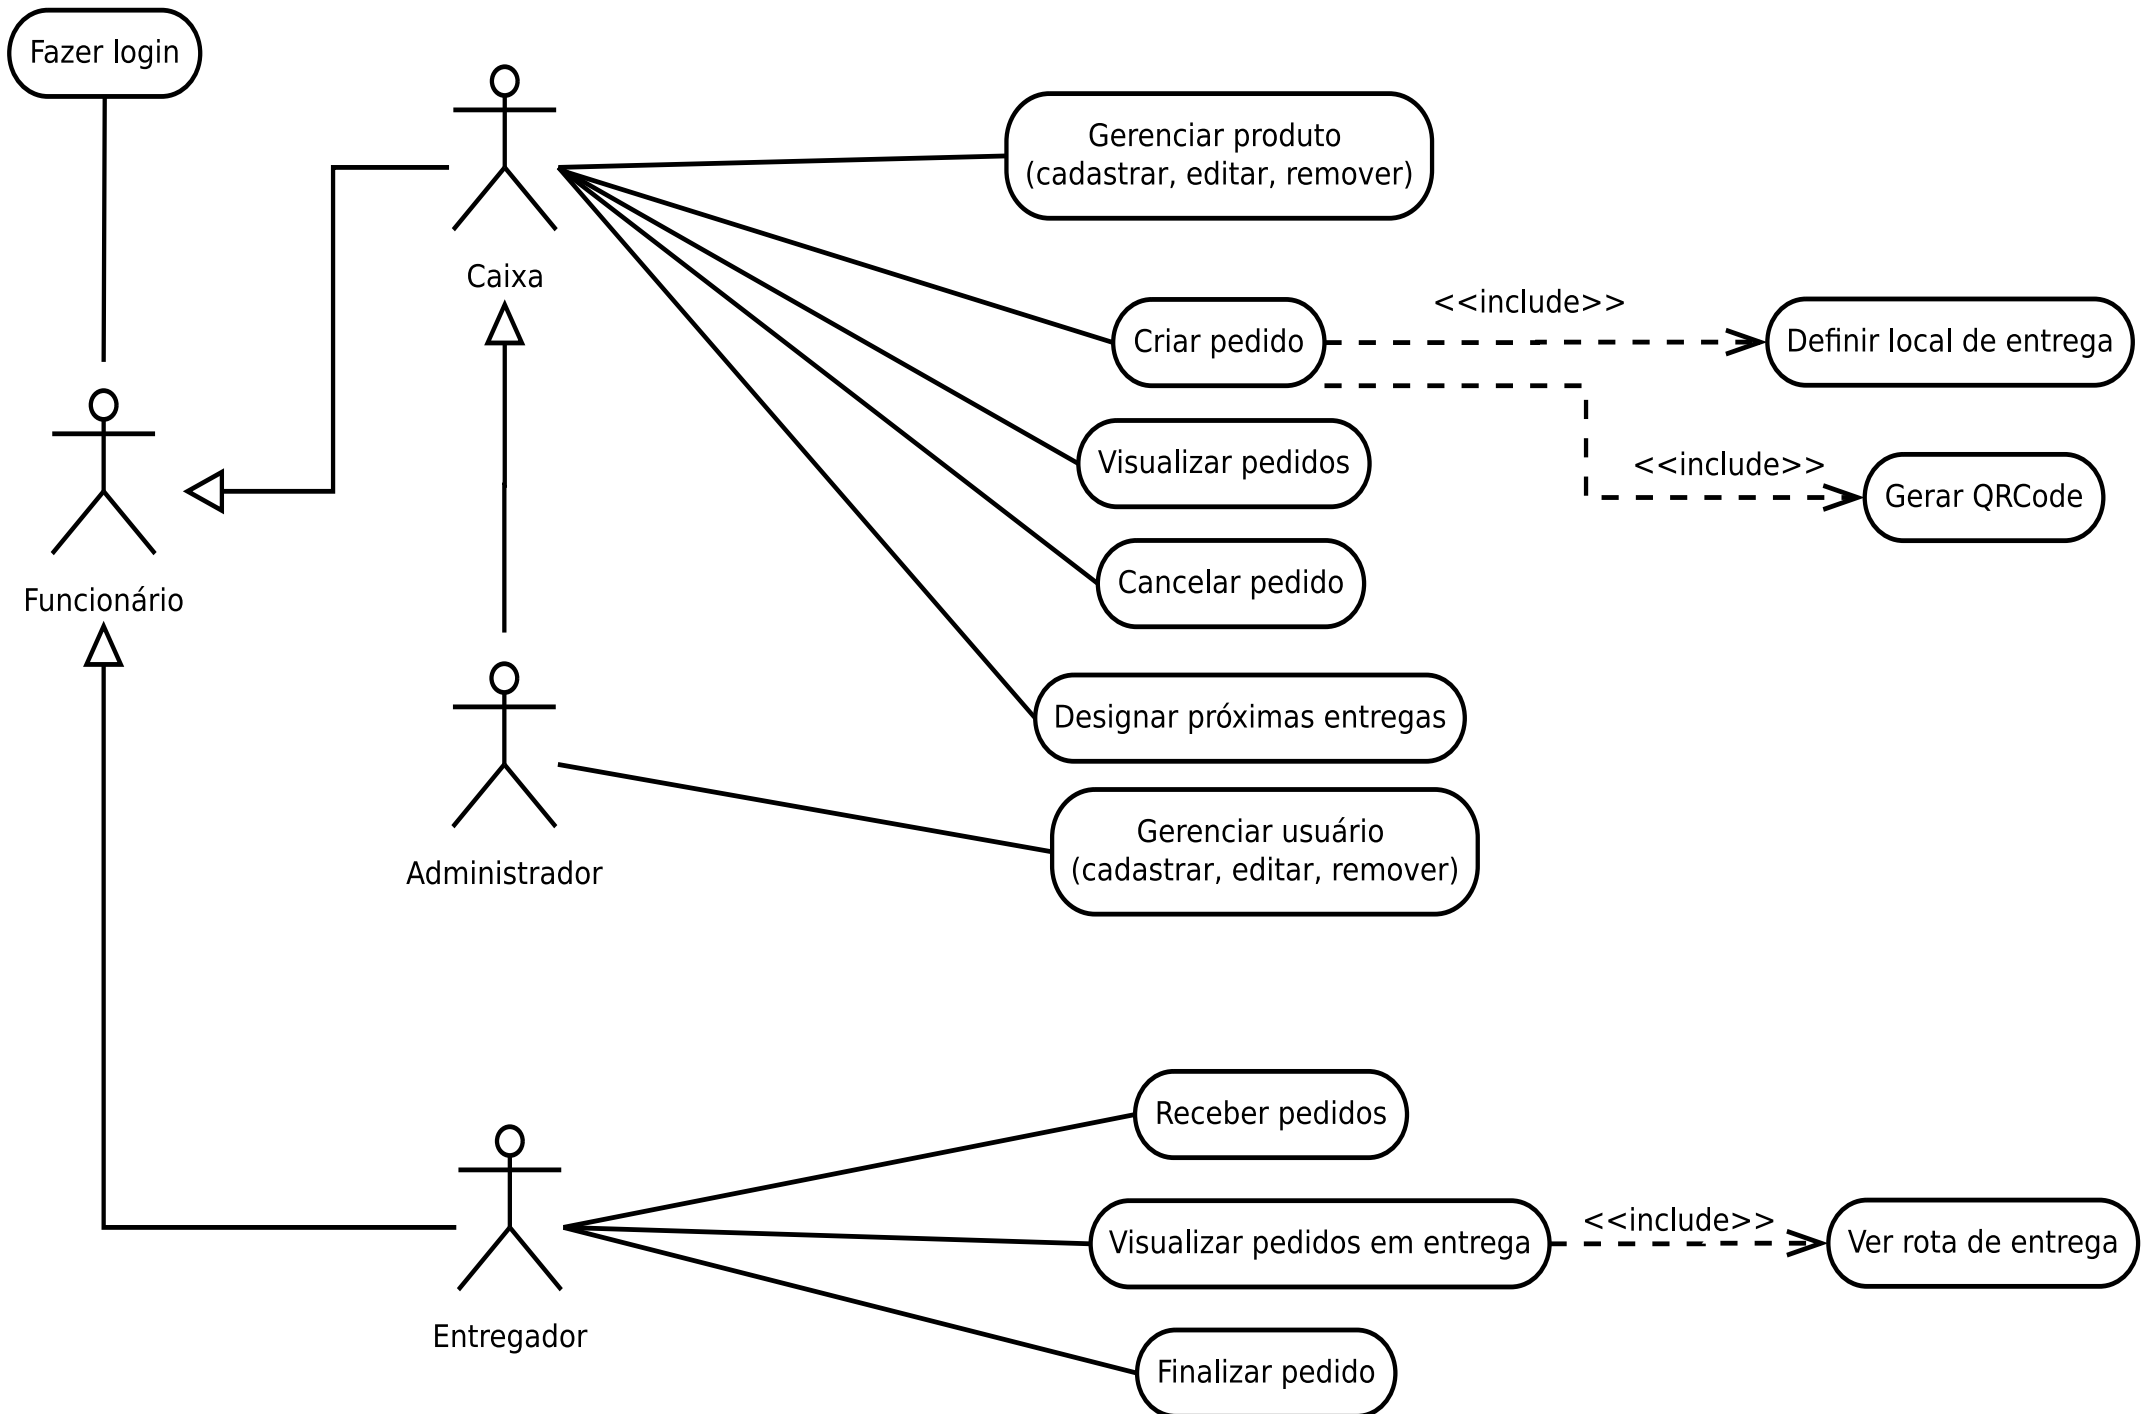 Fazer login
Caixa
Gerenciar produto
(cadastrar, editar, remover)
<<include>>
Criar pedido
Definir local de entrega
Visualizar pedidos
<<include>>
Gerar QRCode
Cancelar pedido
Funcionário
Designar próximas entregas
Gerenciar usuário
(cadastrar, editar, remover)
Administrador
Receber pedidos
Visualizar pedidos em entrega
<<include>>
Ver rota de entrega
Entregador
Finalizar pedido